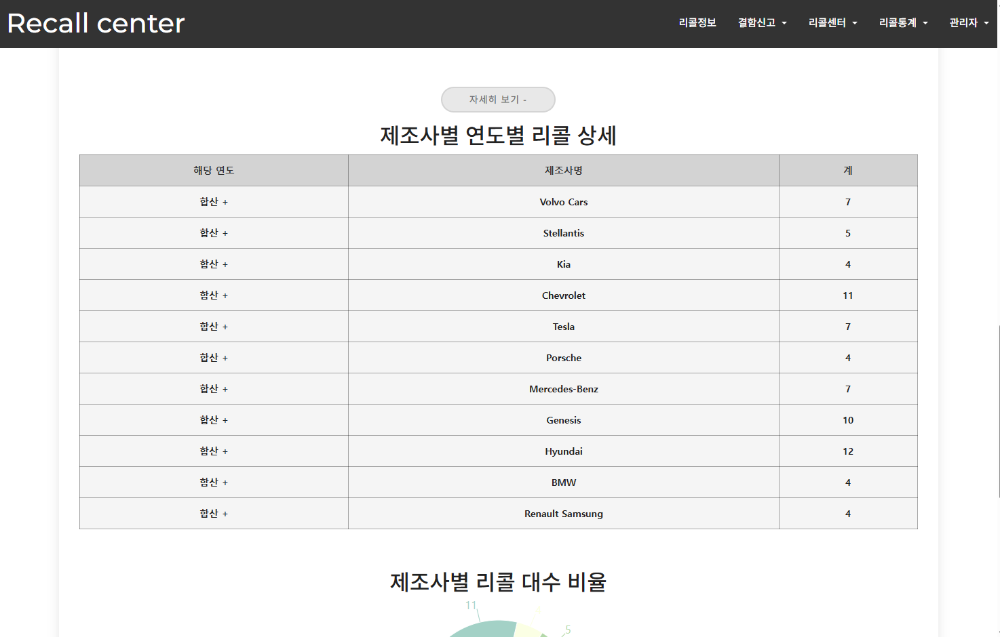 Recall center 리콜정보 결함신고 리콜센터 리콜통계 관리자
자세히 보기 -
제조사별 연도별 리콜 상세
해당 연도 제조사명 계
합산 + Volvo Cars 7
합산 + Stellantis 5
합산 + Kia 4
합산 + Chevrolet 11
합산 + Tesla 7
합산 + Porsche 4
합산 + Mercedes-Benz 7
합산 + Genesis 10
합산 + Hyundai 12
합산 + BMW 4
합산 + Renault Samsung 4
제조사별 리콜 대수 비율
11
5